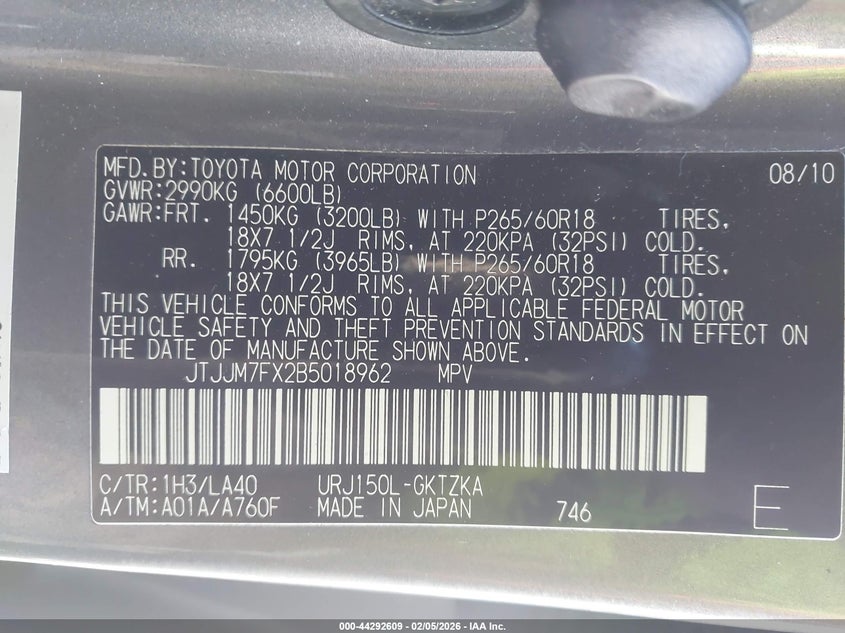 MFD.BY:TOYOTA MOTOR CORPORATION 08/10
GVWR:2990KG (6600LB)
GAWR:FRT. 1450KG (3200LB) WITH P265/60R18 TIRES,
18X7 1/2J RIMS, AT 220KPA (32PSI) COLD.
RR. 1795KG (3965LB) WITH P265/60R18 TIRES,
18X7 1/2J RIMS, AT 220KPA (32PSI) COLD.
THIS VEHICLE CONFORMS TO ALL APPLICABLE FEDERAL MOTOR
VEHICLE SAFETY AND THEFT PREVENTION STANDARDS IN EFFECT ON
THE DATE OF MANUFACTURE SHOWN ABOVE.
JTJJM7FX2B5018962 MPV
C/TR:1H3/LA40 URJ150L-GKTZKA
A/TM:A01A/A760F MADE IN JAPAN 746 E
000-44292609 - 02/05/2026 - IAA Inc.